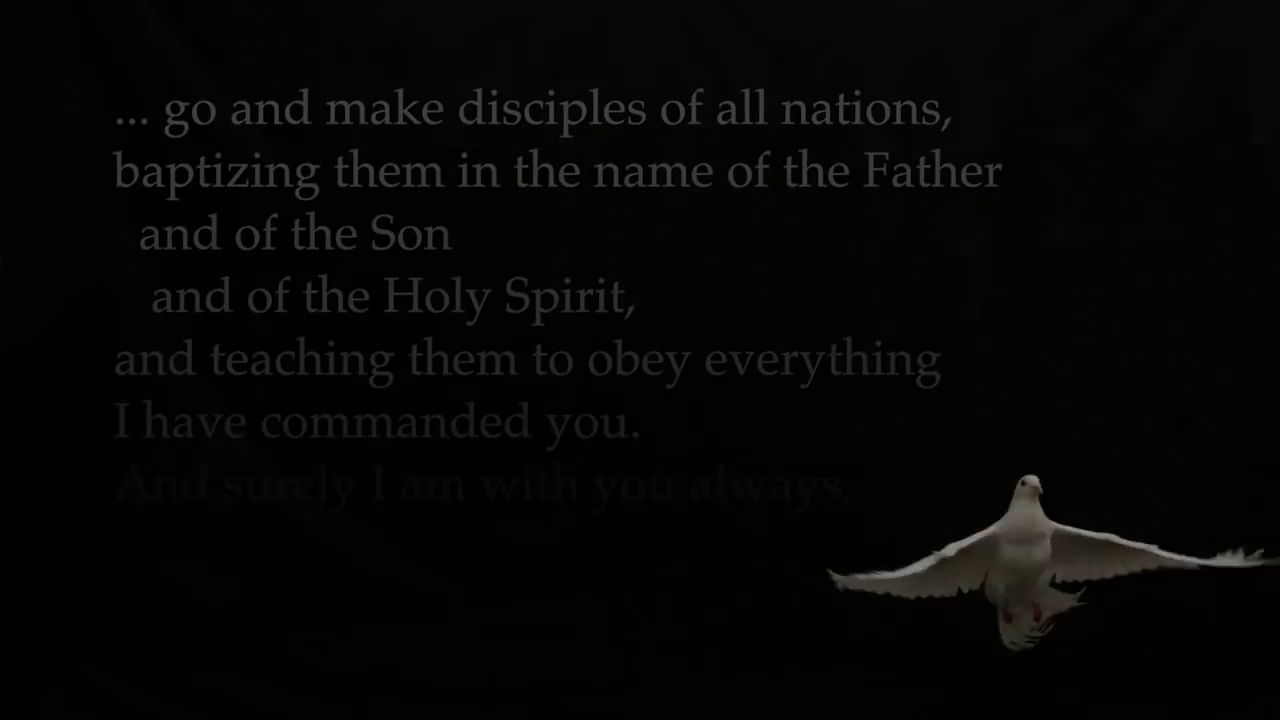 ... go and make disciples of all nations,
baptizing them in the name of the Father
and of the Son
and of the Holy Spirit,
and teaching them to obey everything
I have commanded you.
And surely I am with you always,